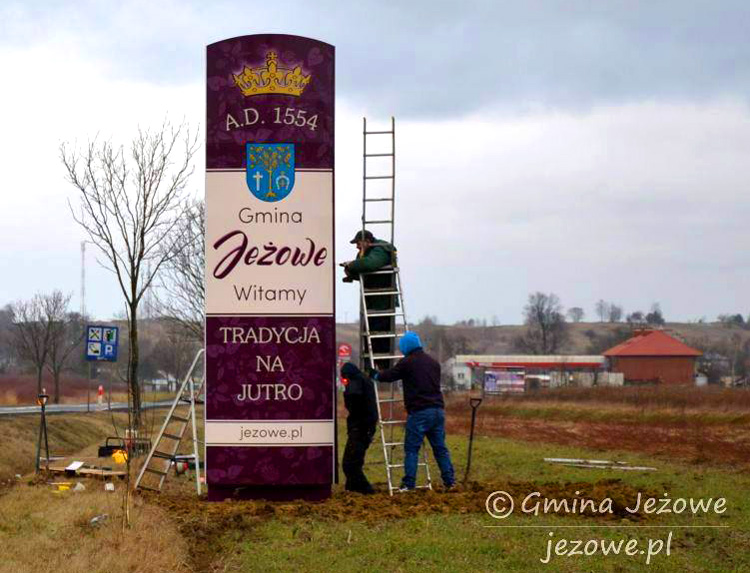 A.D. 1554
Gmina
Jeżowe
Witamy
TRADYCJA
NA
JUTRO
jezowe.pl
P
© Gmina Jeżowe
jezowe.pl